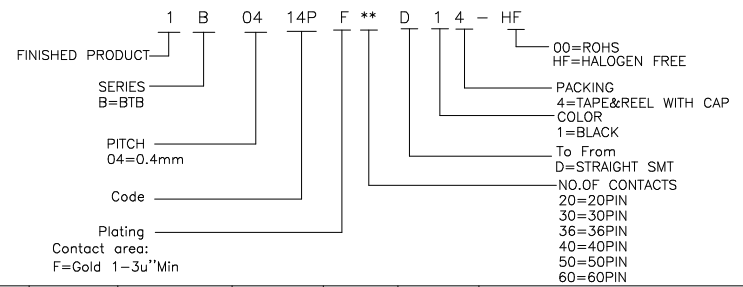 1 B 04 14P F ** D 1 4 - HF
FINISHED PRODUCT
SERIES
B=BTB
PITCH
04=0.4mm
Code
Plating
Contact area:
F=Gold 1-3u''Min
00=ROHS
HF=HALOGEN FREE
PACKING
4=TAPE&REEL WITH CAP
COLOR
1=BLACK
To From
D=STRAIGHT SMT
NO.OF CONTACTS
20=20PIN
30=30PIN
36=36PIN
40=40PIN
50=50PIN
60=60PIN